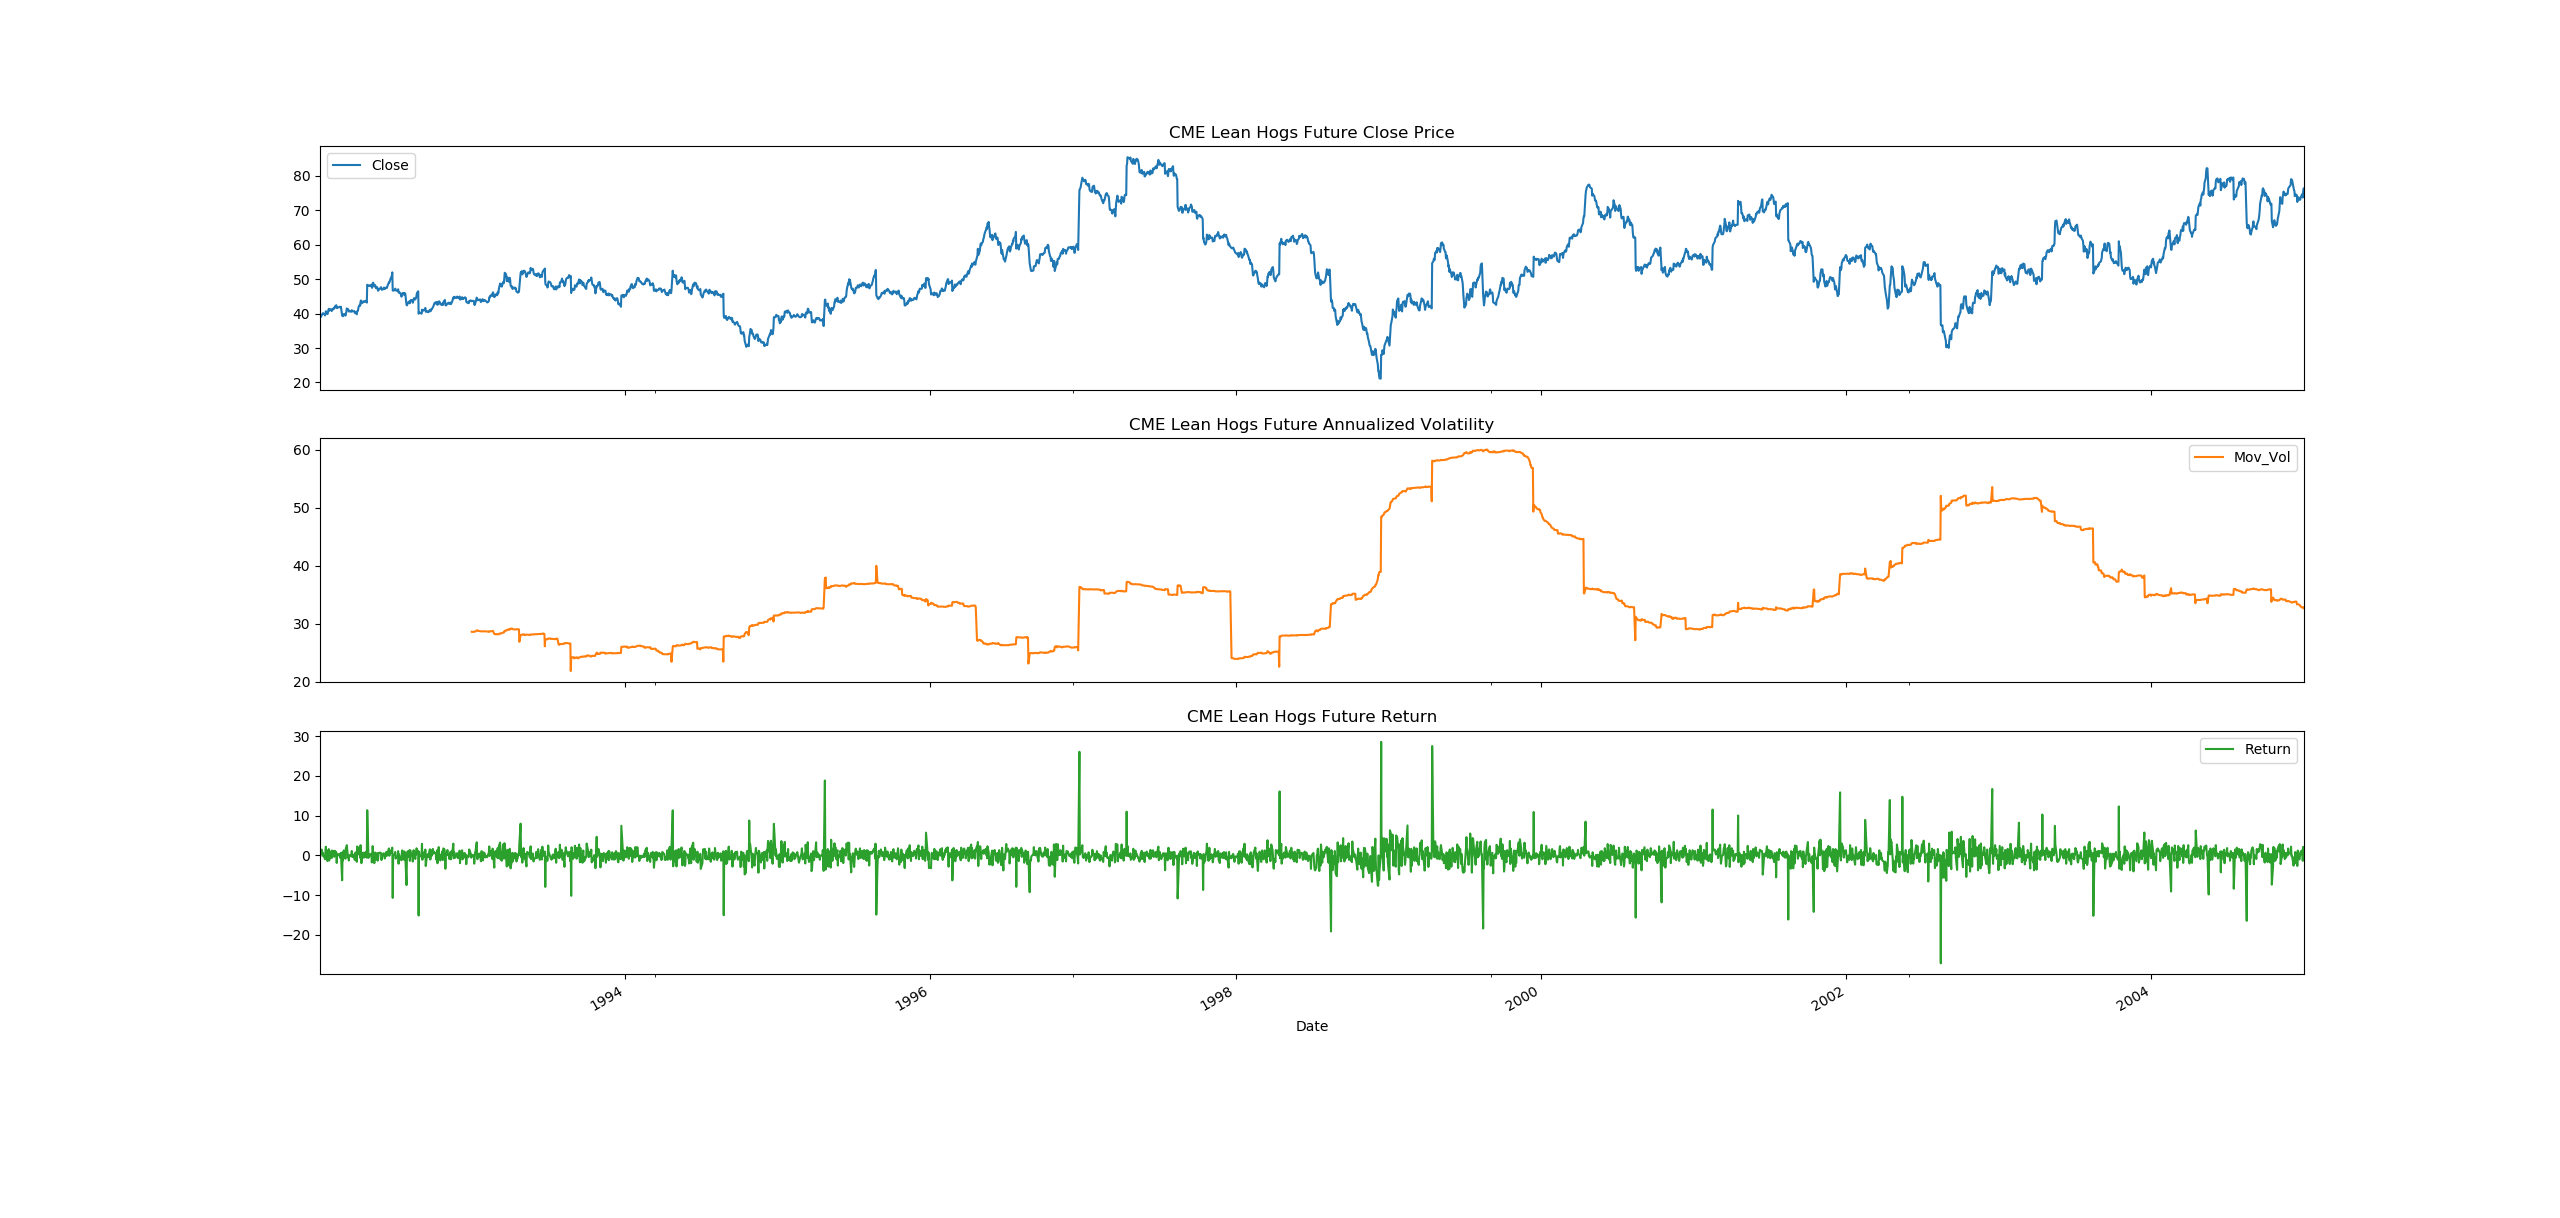 CME Lean Hogs Future Close Price
Close
80
70
60
50
40
30
20
CME Lean Hogs Future Annualized Volatility
Mov_Vol
60
50
40
30
20
CME Lean Hogs Future Return
Return
30
20
10
0
−10
−20
1994 1996 1998 2000 2002 2004
Date